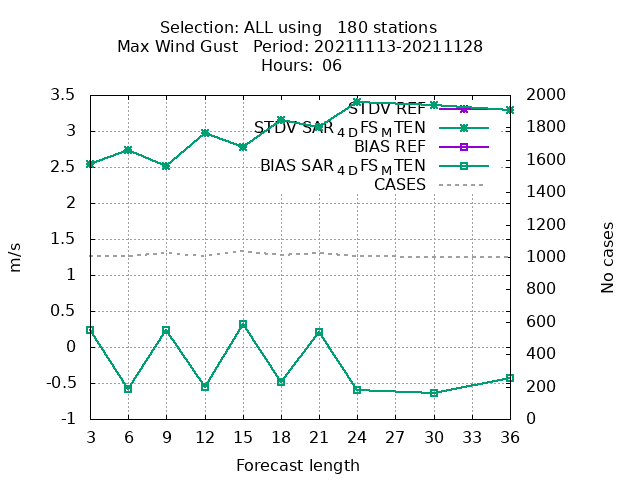 Selection: ALL using   180 stations
Max Wind Gust   Period: 20211113-20211128
Hours: 06
3.5
3
2.5
2
1.5
1
0.5
0
-0.5
-1
m/s
2000
1800
1600
1400
1200
1000
800
600
400
200
0
No cases
STDV REF
STDV SAR4DFSMTEN
BIAS REF
BIAS SAR4DFSMTEN
CASES
3 6 9 12 15 18 21 24 27 30 33 36
Forecast length